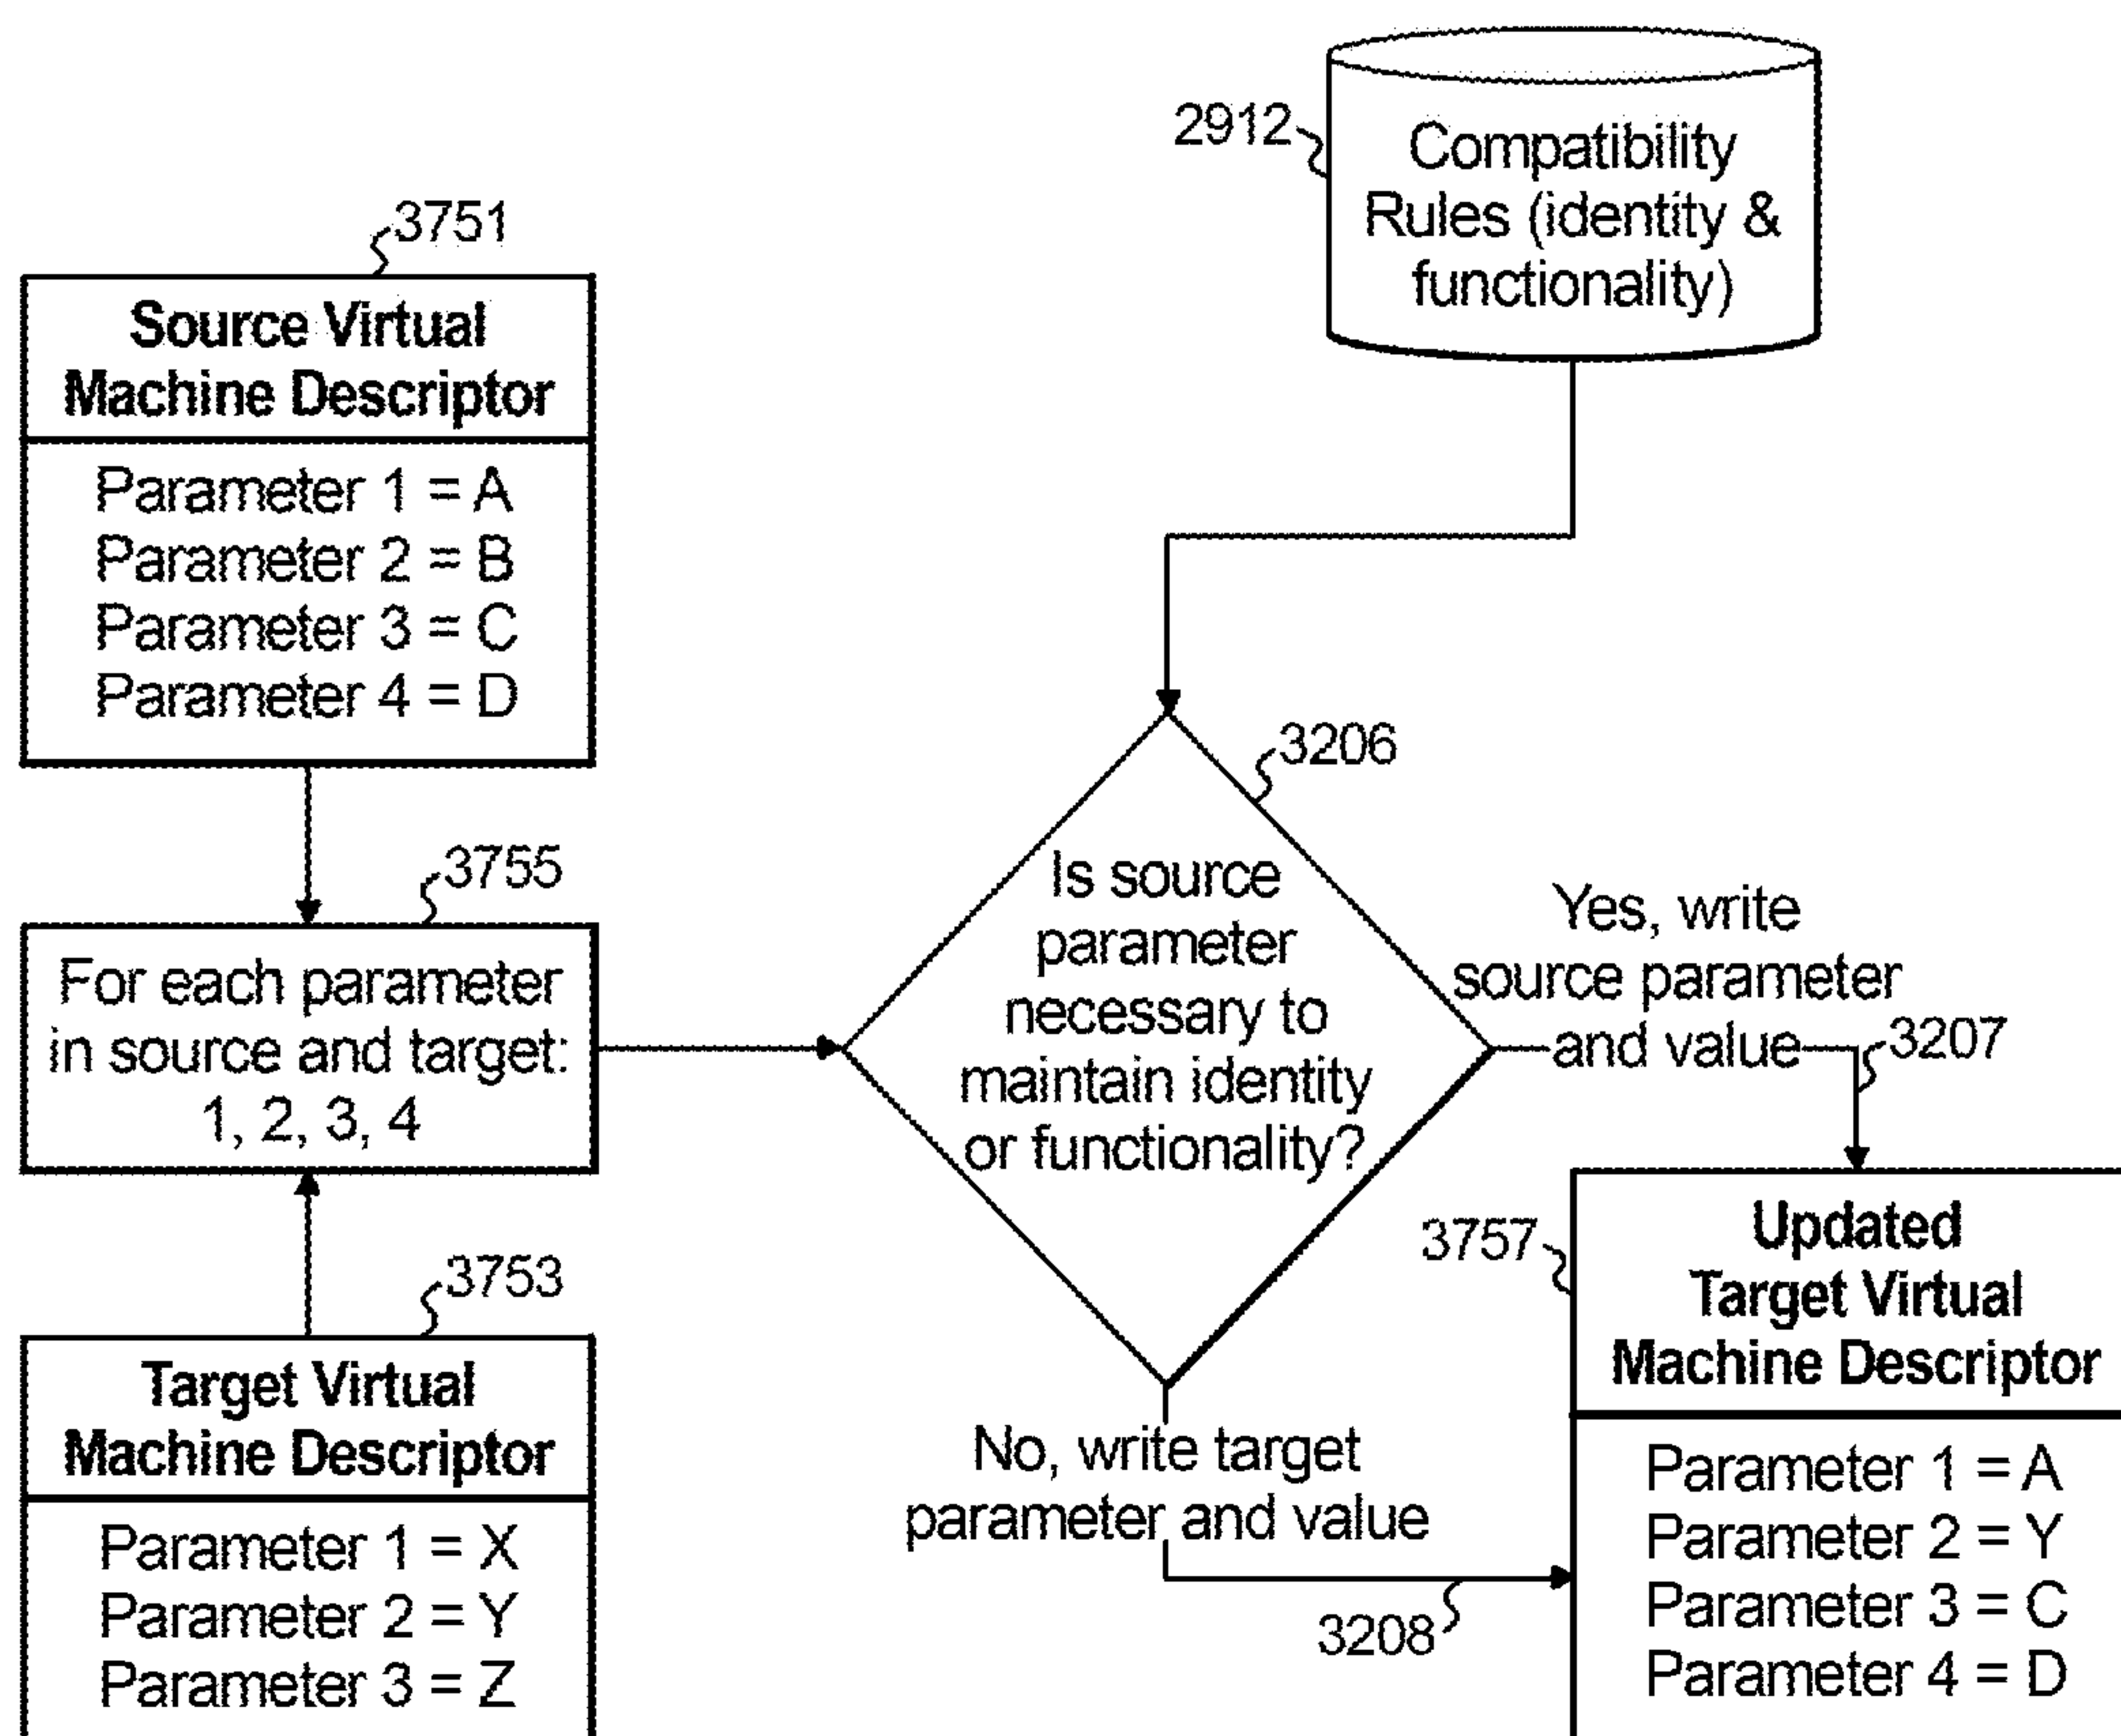 2912
Compatibility
Rules (identity &
functionality)
3751
Source Virtual
Machine Descriptor
Parameter 1 = A
Parameter 2 = B
Parameter 3 = C
Parameter 4 = D
3755
For each parameter
in source and target:
1, 2, 3, 4
3753
Target Virtual
Machine Descriptor
Parameter 1 = X
Parameter 2 = Y
Parameter 3 = Z
3206
Is source
parameter
necessary to
maintain identity
or functionality?
Yes, write
source parameter
and value
3207
No, write target
parameter and value
3208
3757
Updated
Target Virtual
Machine Descriptor
Parameter 1 = A
Parameter 2 = Y
Parameter 3 = C
Parameter 4 = D